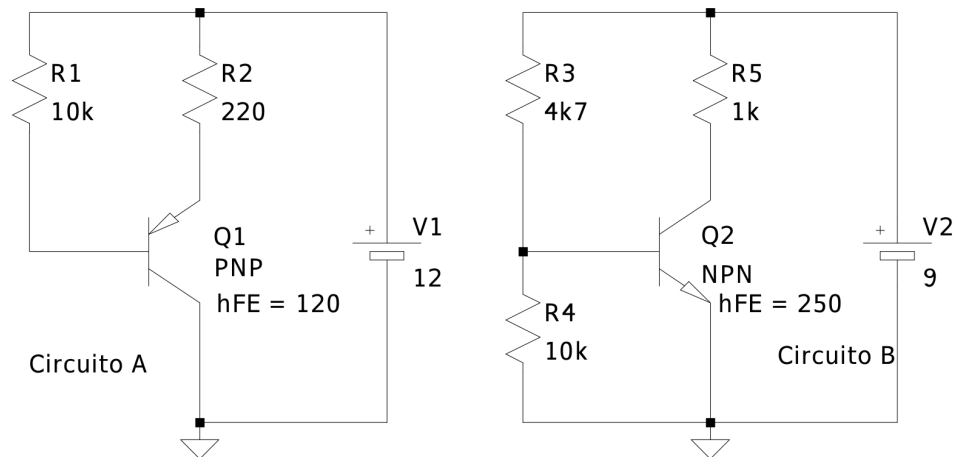 R1
10k
R2
220
Q1
PNP
hFE = 120
+
V1
12
Circuito A
R3
4k7
R5
1k
Q2
NPN
hFE = 250
R4
10k
+
V2
9
Circuito B